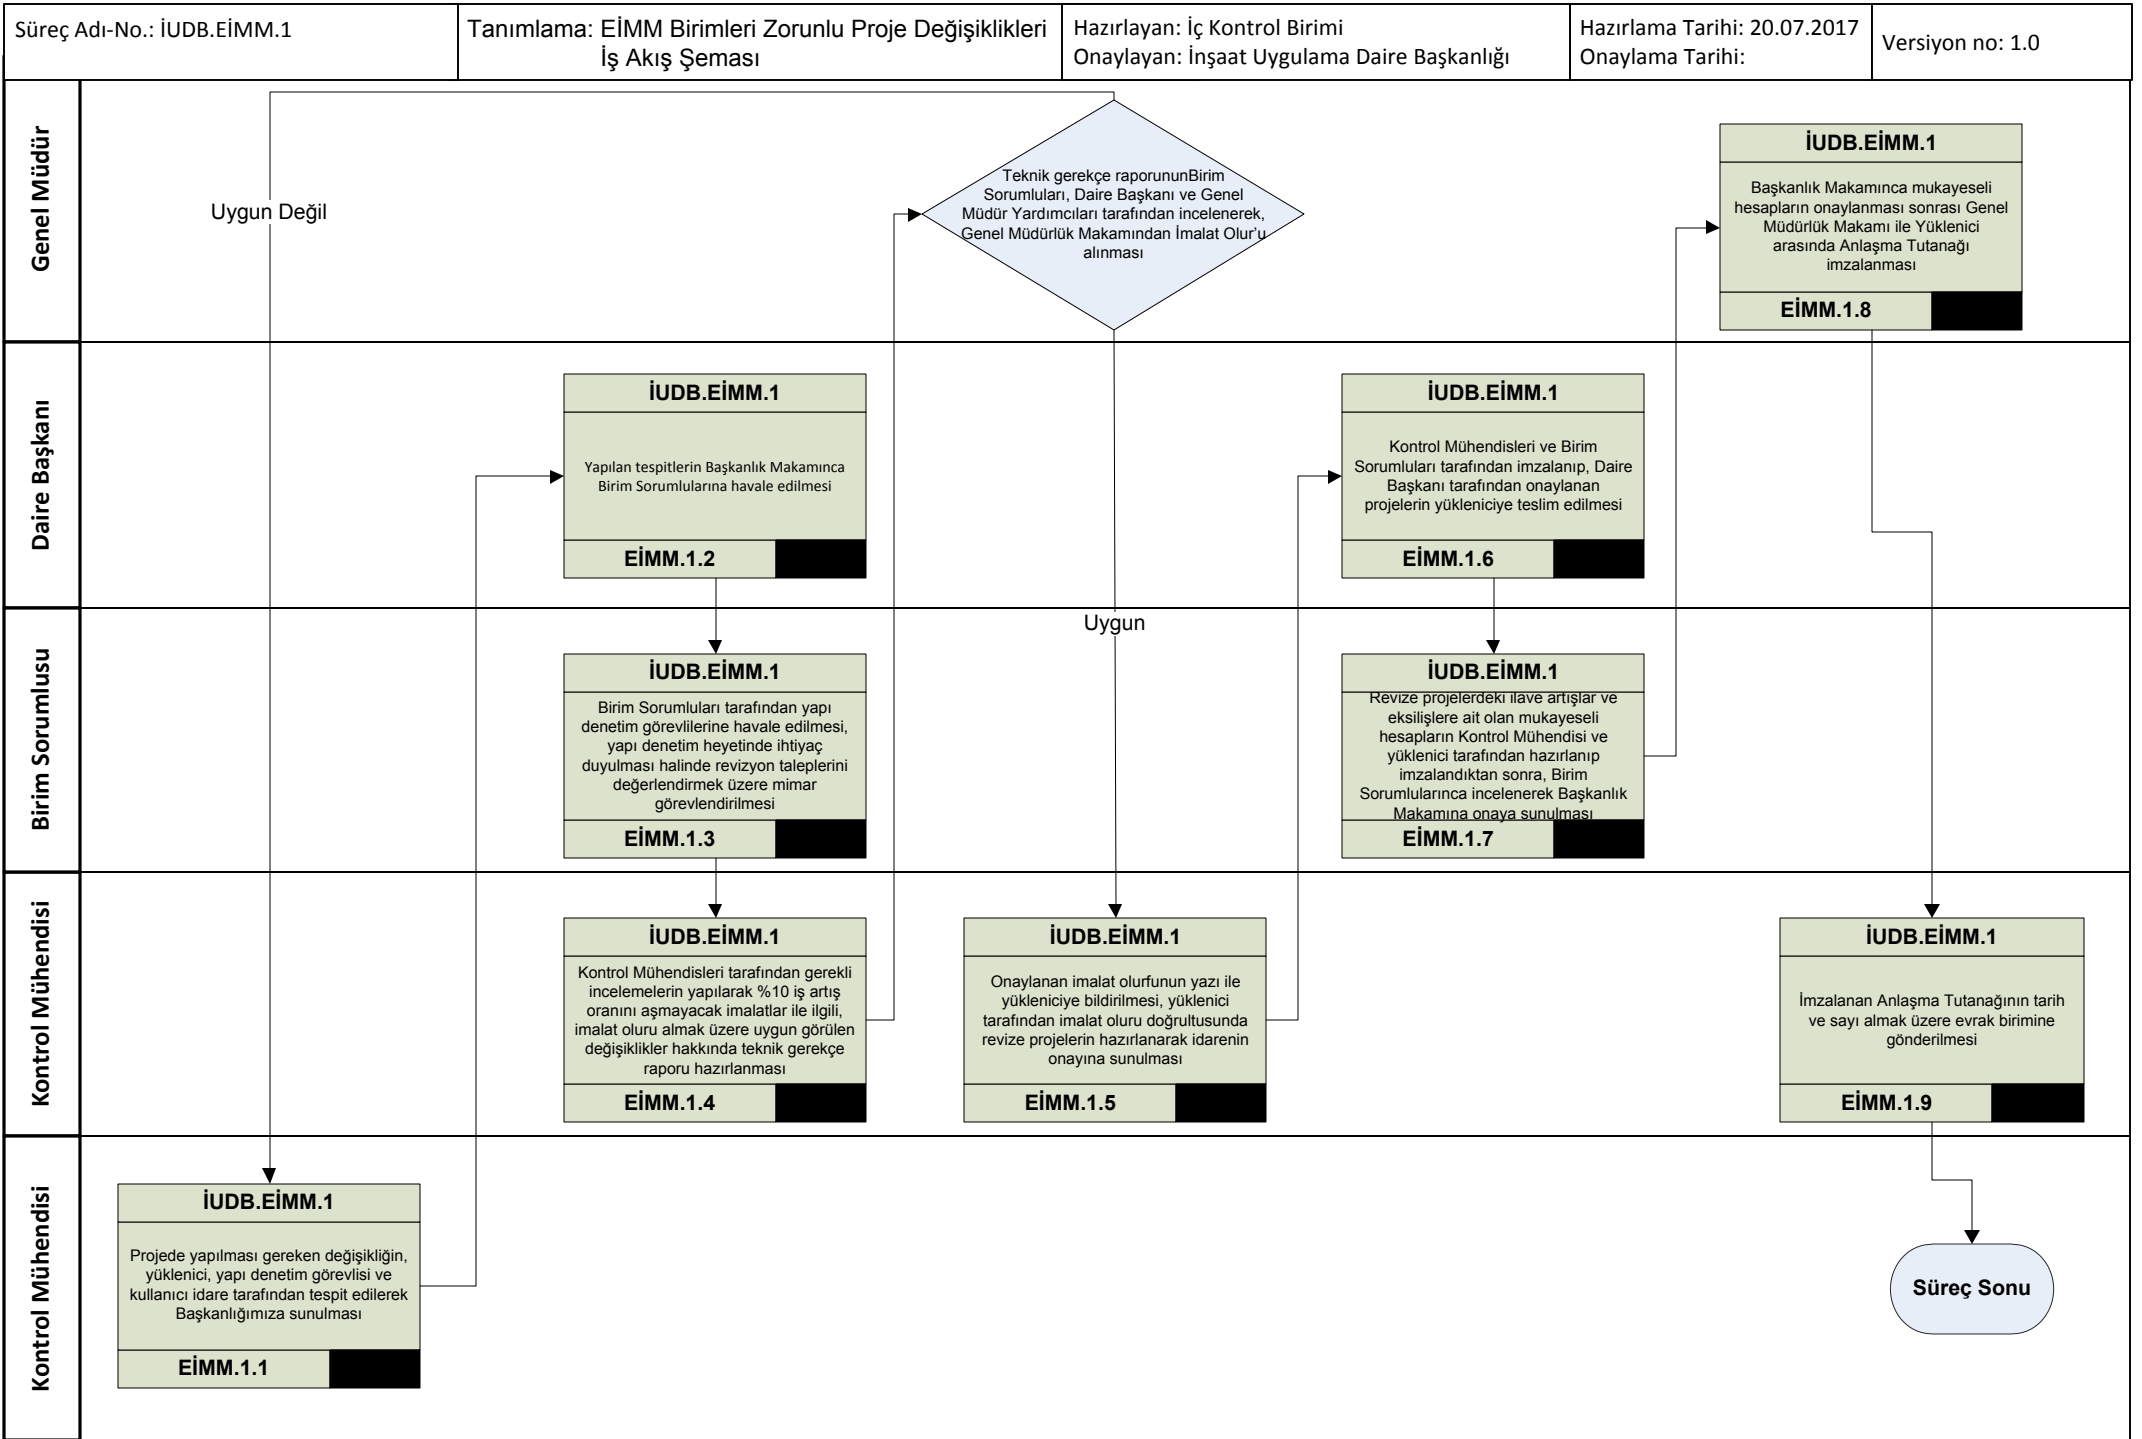 Süreç Adı-No.: İUDB.EİMM.1
Tanımlama: EİMM Birimleri Zorunlu Proje Değişiklikleri
İş Akış Şeması
Hazırlayan: İç Kontrol Birimi
Onaylayan: İnşaat Uygulama Daire Başkanlığı
Hazırlama Tarihi: 20.07.2017
Onaylama Tarihi:
Versiyon no: 1.0
Genel Müdür
Uygun Değil
Teknik gerekçe raporununBirim
Sorumluları, Daire Başkanı ve Genel
Müdür Yardımcıları tarafından incelenerek,
Genel Müdürlük Makamından İmalat Olur’u
alınması
İUDB.EİMM.1
Başkanlık Makamınca mukayeseli
hesapların onaylanması sonrası Genel
Müdürlük Makamı ile Yüklenici
arasında Anlaşma Tutanağı
imzalanması
EİMM.1.8
Daire Başkanı
İUDB.EİMM.1
Yapılan tespitlerin Başkanlık Makamınca
Birim Sorumlularına havale edilmesi
EİMM.1.2
İUDB.EİMM.1
Kontrol Mühendisleri ve Birim
Sorumluları tarafından imzalanıp, Daire
Başkanı tarafından onaylanan
projelerin yükleniciye teslim edilmesi
EİMM.1.6
Birim Sorumlusu
İUDB.EİMM.1
Birim Sorumluları tarafından yapı
denetim görevlilerine havale edilmesi,
yapı denetim heyetinde ihtiyaç
duyulması halinde revizyon taleplerini
değerlendirmek üzere mimar
görevlendirilmesi
EİMM.1.3
Uygun
İUDB.EİMM.1
Revize projelerdeki ilave artışlar ve
eksilişlere ait olan mukayeseli
hesapların Kontrol Mühendisi ve
yüklenici tarafından hazırlanıp
imzalandıktan sonra, Birim
Sorumlularınca incelenerek Başkanlık
Makamına onaya sunulması
EİMM.1.7
Kontrol Mühendisi
İUDB.EİMM.1
Kontrol Mühendisleri tarafından gerekli
incelemelerin yapılarak %10 iş artış
oranını aşmayacak imalatlar ile ilgili,
imalat oluru almak üzere uygun görülen
değişiklikler hakkında teknik gerekçe
raporu hazırlanması
EİMM.1.4
İUDB.EİMM.1
Onaylanan imalat olurfunun yazı ile
yükleniciye bildirilmesi, yüklenici
tarafından imalat oluru doğrultusunda
revize projelerin hazırlanarak idarenin
onayına sunulması
EİMM.1.5
İUDB.EİMM.1
İmzalanan Anlaşma Tutanağının tarih
ve sayı almak üzere evrak birimine
gönderilmesi
EİMM.1.9
Kontrol Mühendisi
İUDB.EİMM.1
Projede yapılması gereken değişikliğin,
yüklenici, yapı denetim görevlisi ve
kullanıcı idare tarafından tespit edilerek
Başkanlığımıza sunulması
EİMM.1.1
Süreç Sonu